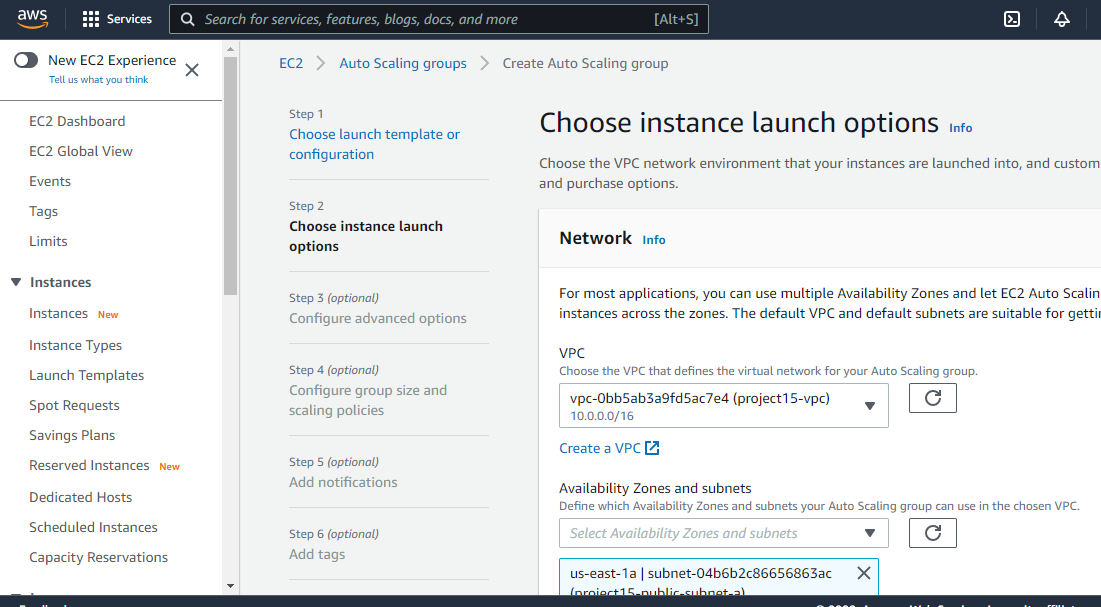 aws
Services
Search for services, features, blogs, docs, and more [Alt+S]
New EC2 Experience
Tell us what you think
EC2 Dashboard
EC2 Global View
Events
Tags
Limits
Instances
Instances New
Instance Types
Launch Templates
Spot Requests
Savings Plans
Reserved Instances New
Dedicated Hosts
Scheduled Instances
Capacity Reservations
EC2
Auto Scaling groups
Create Auto Scaling group
Step 1
Choose launch template or
configuration
Step 2
Choose instance launch
options
Step 3 (optional)
Configure advanced options
Step 4 (optional)
Configure group size and
scaling policies
Step 5 (optional)
Add notifications
Step 6 (optional)
Add tags
Choose instance launch options Info
Choose the VPC network environment that your instances are launched into, and custom
and purchase options.
Network Info
For most applications, you can use multiple Availability Zones and let EC2 Auto Scalin
instances across the zones. The default VPC and default subnets are suitable for getti
VPC
Choose the VPC that defines the virtual network for your Auto Scaling group.
vpc-0bb5ab3a9fd5ac7e4 (project15-vpc)
10.0.0.0/16
Create a VPC
Availability Zones and subnets
Define which Availability Zones and subnets your Auto Scaling group can use in the chosen VPC.
Select Availability Zones and subnets
us-east-1a | subnet-04b6b2c86656863ac
(project15-public-subnet-a)